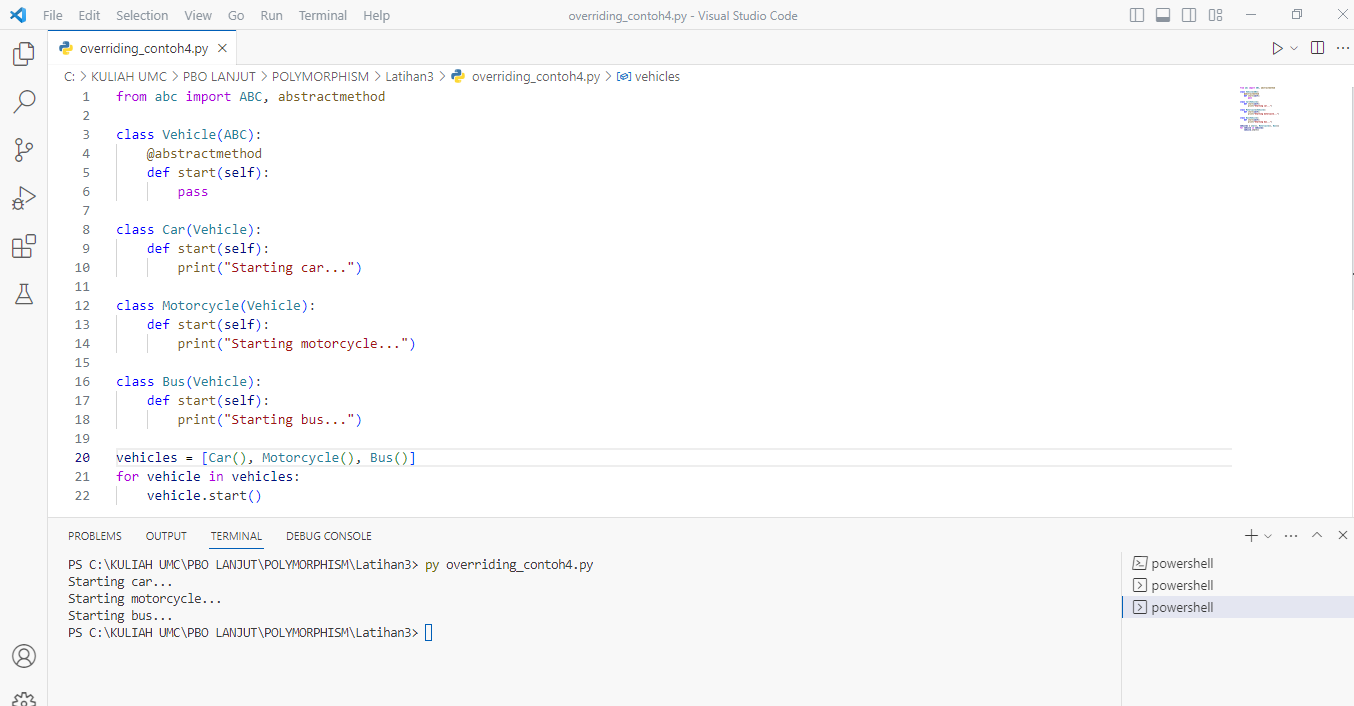 File Edit Selection View Go Run Terminal Help overriding_contoh4.py - Visual Studio Code
overriding_contoh4.py
C: > KULIAH UMC > PBO LANJUT > POLYMORPHISM > Latihan3 > overriding_contoh4.py > vehicles
1 from abc import ABC, abstractmethod
2
3 class Vehicle(ABC):
4     @abstractmethod
5     def start(self):
6         pass
7
8 class Car(Vehicle):
9     def start(self):
10         print("Starting car...")
11
12 class Motorcycle(Vehicle):
13     def start(self):
14         print("Starting motorcycle...")
15
16 class Bus(Vehicle):
17     def start(self):
18         print("Starting bus...")
19
20 vehicles = [Car(), Motorcycle(), Bus()]
21 for vehicle in vehicles:
22     vehicle.start()
PROBLEMS OUTPUT TERMINAL DEBUG CONSOLE
PS C:\KULIAH UMC\PBO LANJUT\POLYMORPHISM\Latihan3> py overriding_contoh4.py
Starting car...
Starting motorcycle...
Starting bus...
PS C:\KULIAH UMC\PBO LANJUT\POLYMORPHISM\Latihan3>
powershell
powershell
powershell